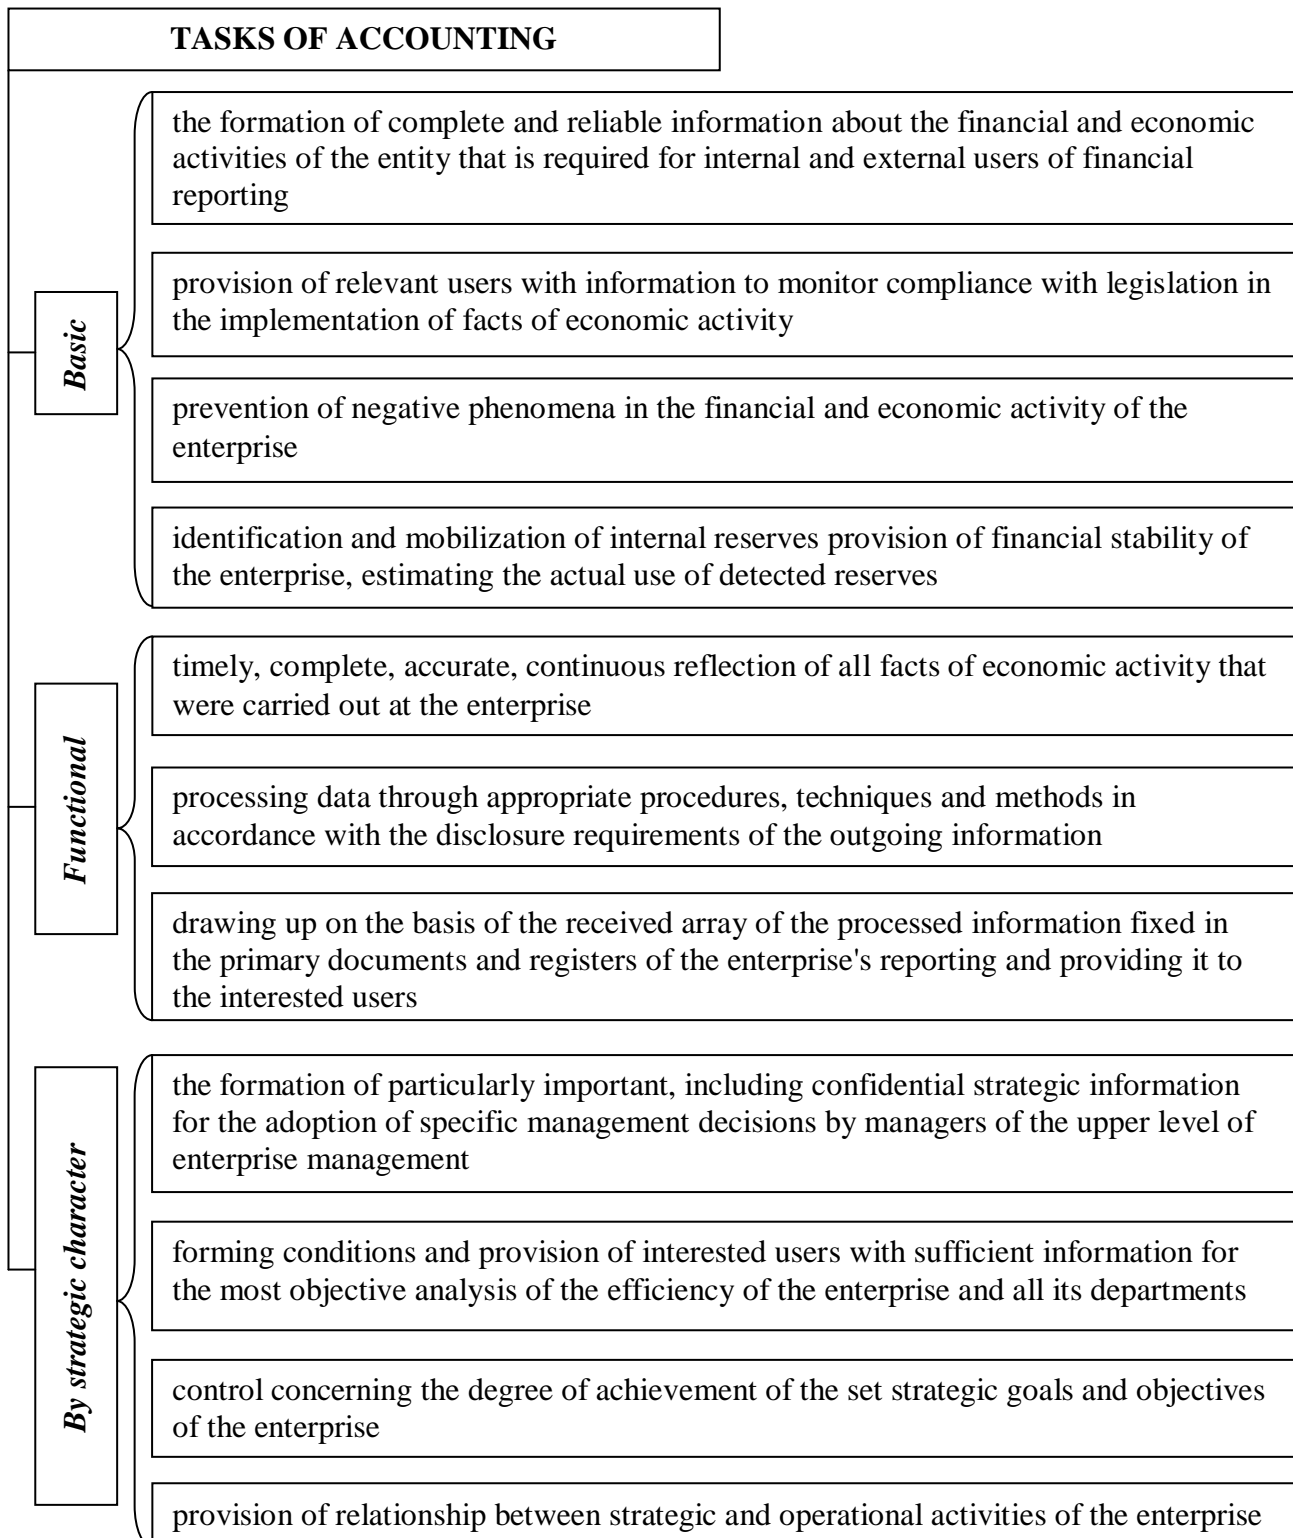 TASKS OF ACCOUNTING
Basic
the formation of complete and reliable information about the financial and economic
activities of the entity that is required for internal and external users of financial
reporting
provision of relevant users with information to monitor compliance with legislation in
the implementation of facts of economic activity
prevention of negative phenomena in the financial and economic activity of the
enterprise
identification and mobilization of internal reserves provision of financial stability of
the enterprise, estimating the actual use of detected reserves
Functional
timely, complete, accurate, continuous reflection of all facts of economic activity that
were carried out at the enterprise
processing data through appropriate procedures, techniques and methods in
accordance with the disclosure requirements of the outgoing information
drawing up on the basis of the received array of the processed information fixed in
the primary documents and registers of the enterprise's reporting and providing it to
the interested users
By strategic character
the formation of particularly important, including confidential strategic information
for the adoption of specific management decisions by managers of the upper level of
enterprise management
forming conditions and provision of interested users with sufficient information for
the most objective analysis of the efficiency of the enterprise and all its departments
control concerning the degree of achievement of the set strategic goals and objectives
of the enterprise
provision of relationship between strategic and operational activities of the enterprise